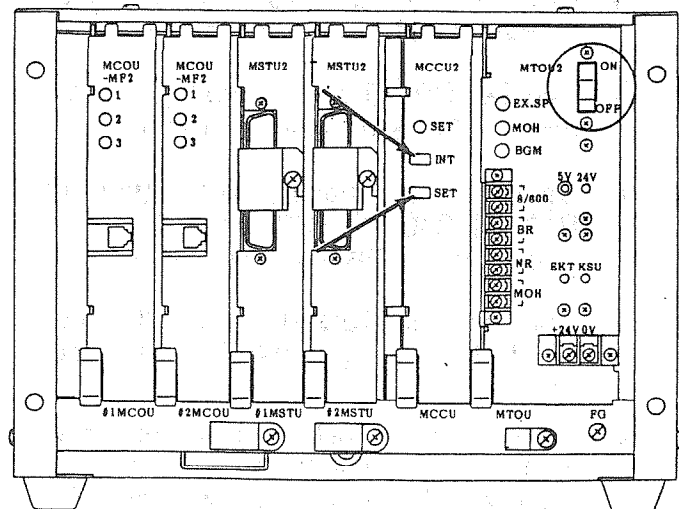 MCOU
-MF2
1
2
3
MCOU
-MF2
1
2
3
MSTU2
MSTU2
MCCU2
SET
INT
SET
MTOU2
ON
OFF
EX.SP
MOH
BGM
5V 24V
8/600
BR
NR
MOH
EKT KSU
+24V 0V
#1MCOU
#2MCOU
#1MSTU
#2MSTU
MCCU
MTOU
FG